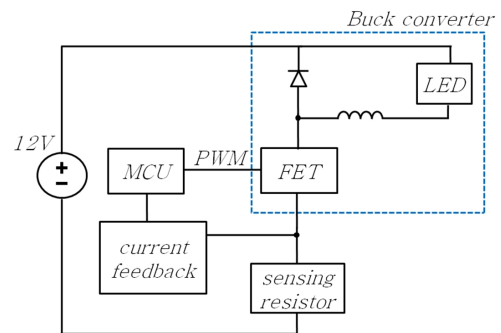 Buck converter
LED
12V
MCU
PWM
FET
current
feedback
sensing
resistor